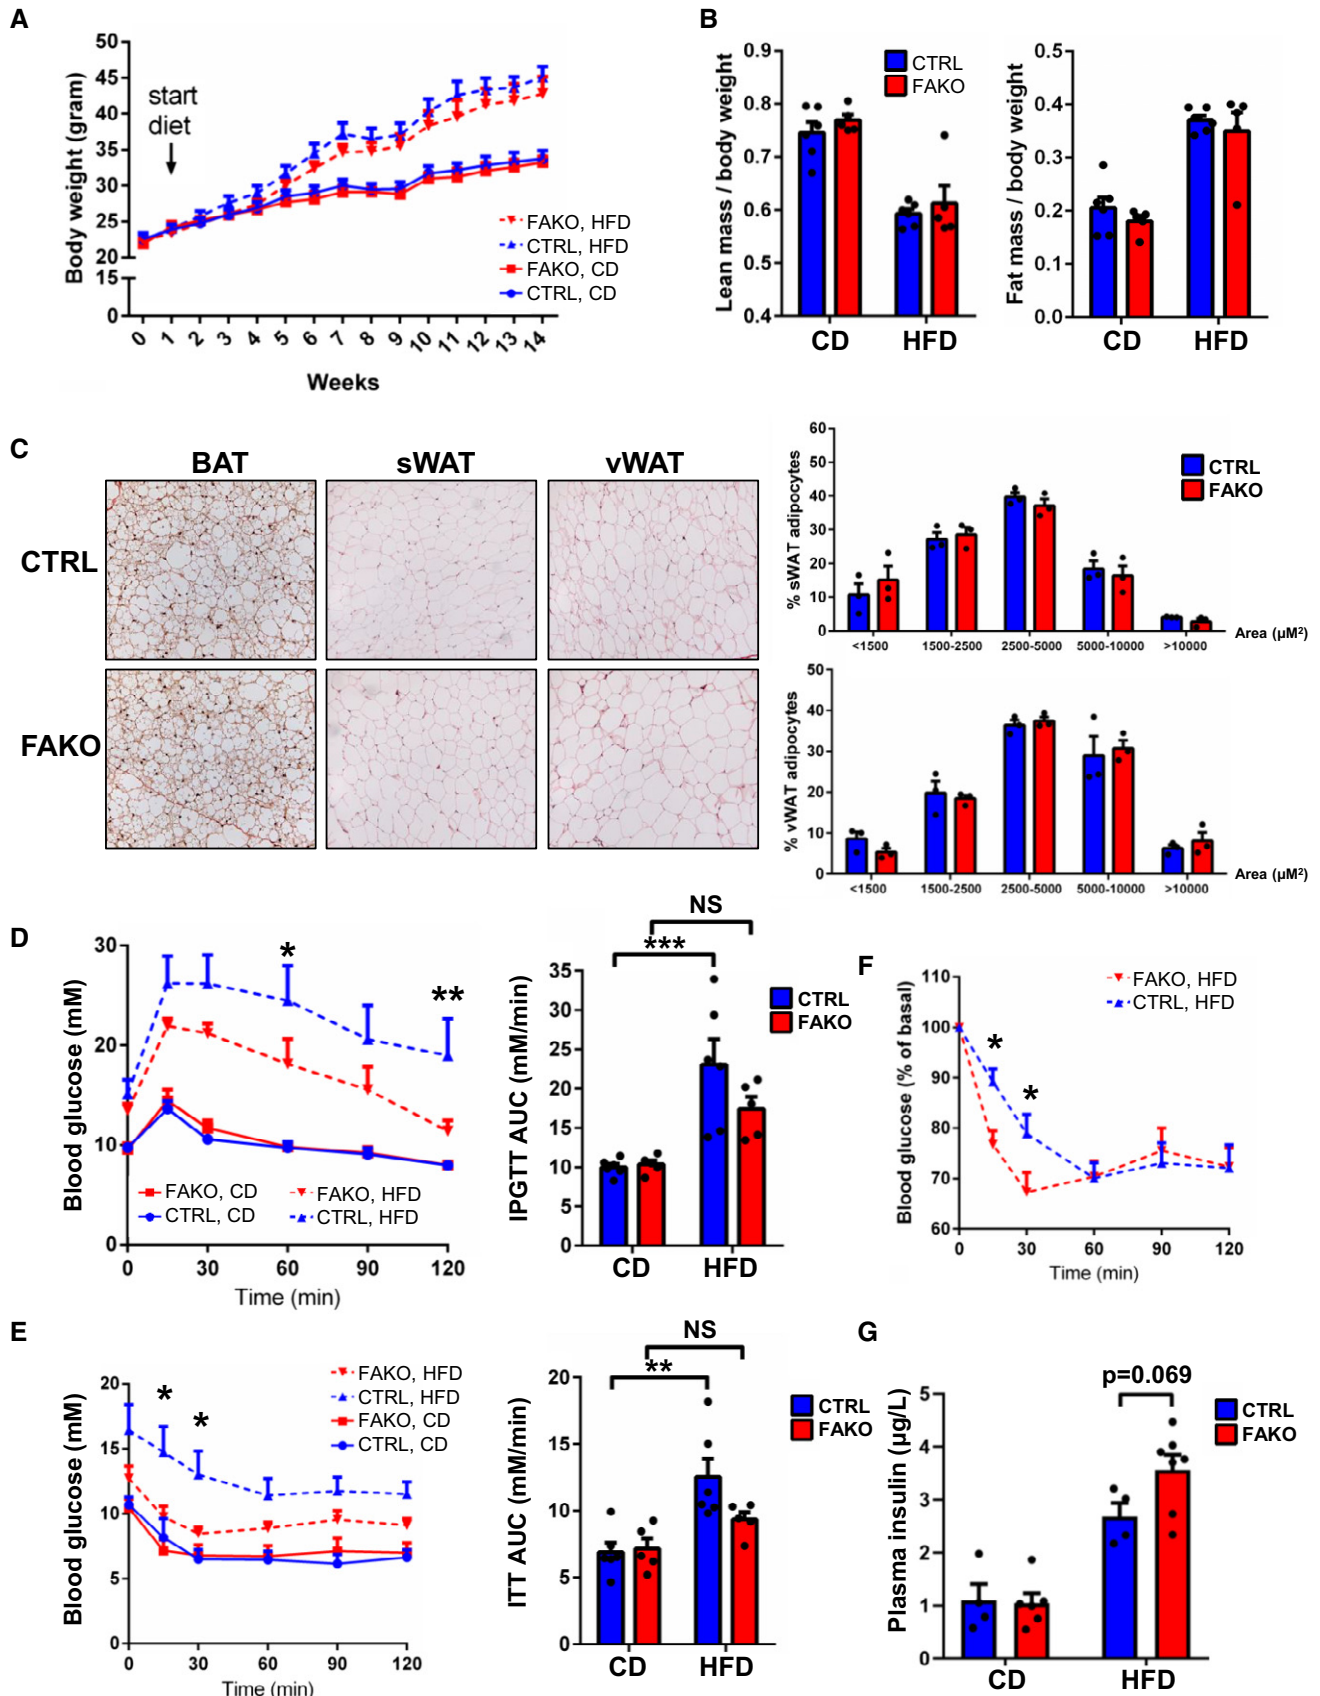 A
Body weight (gram)
50
45
40
35
30
25
20
15
0
start
diet
FAKO, HFD
CTRL, HFD
FAKO, CD
CTRL, CD
0 1 2 3 4 5 6 7 8 9 10 11 12 13 14
Weeks
B
Lean mass / body weight
0.9
0.8
0.7
0.6
0.5
0.4
CTRL
FAKO
CD HFD
Fat mass / body weight
0.5
0.4
0.3
0.2
0.1
0.0
CD HFD
C
BAT sWAT vWAT
CTRL
FAKO
% sWAT adipocytes
60
50
40
30
20
10
0
CTRL
FAKO
<1500 1500-2500 2500-5000 5000-10000 >10000
Area (µM²)
% vWAT adipocytes
50
40
30
20
10
0
<1500 1500-2500 2500-5000 5000-10000 >10000
Area (µM²)
D
Blood glucose (mM)
30
20
10
0
*
**
FAKO, CD
CTRL, CD
FAKO, HFD
CTRL, HFD
0 30 60 90 120
Time (min)
IPGTT AUC (mM/min)
35
30
25
20
15
10
5
0
NS
***
CTRL
FAKO
CD HFD
F
Blood glucose (% of basal)
110
100
90
80
70
60
FAKO, HFD
CTRL, HFD
*
*
0 30 60 90 120
Time (min)
E
Blood glucose (mM)
20
15
10
5
0
*
*
FAKO, HFD
CTRL, HFD
FAKO, CD
CTRL, CD
0 30 60 90 120
Time (min)
ITT AUC (mM/min)
20
15
10
5
0
NS
**
CTRL
FAKO
CD HFD
G
Plasma insulin (µg/L)
5
4
3
2
1
0
p=0.069
CTRL
FAKO
CD HFD